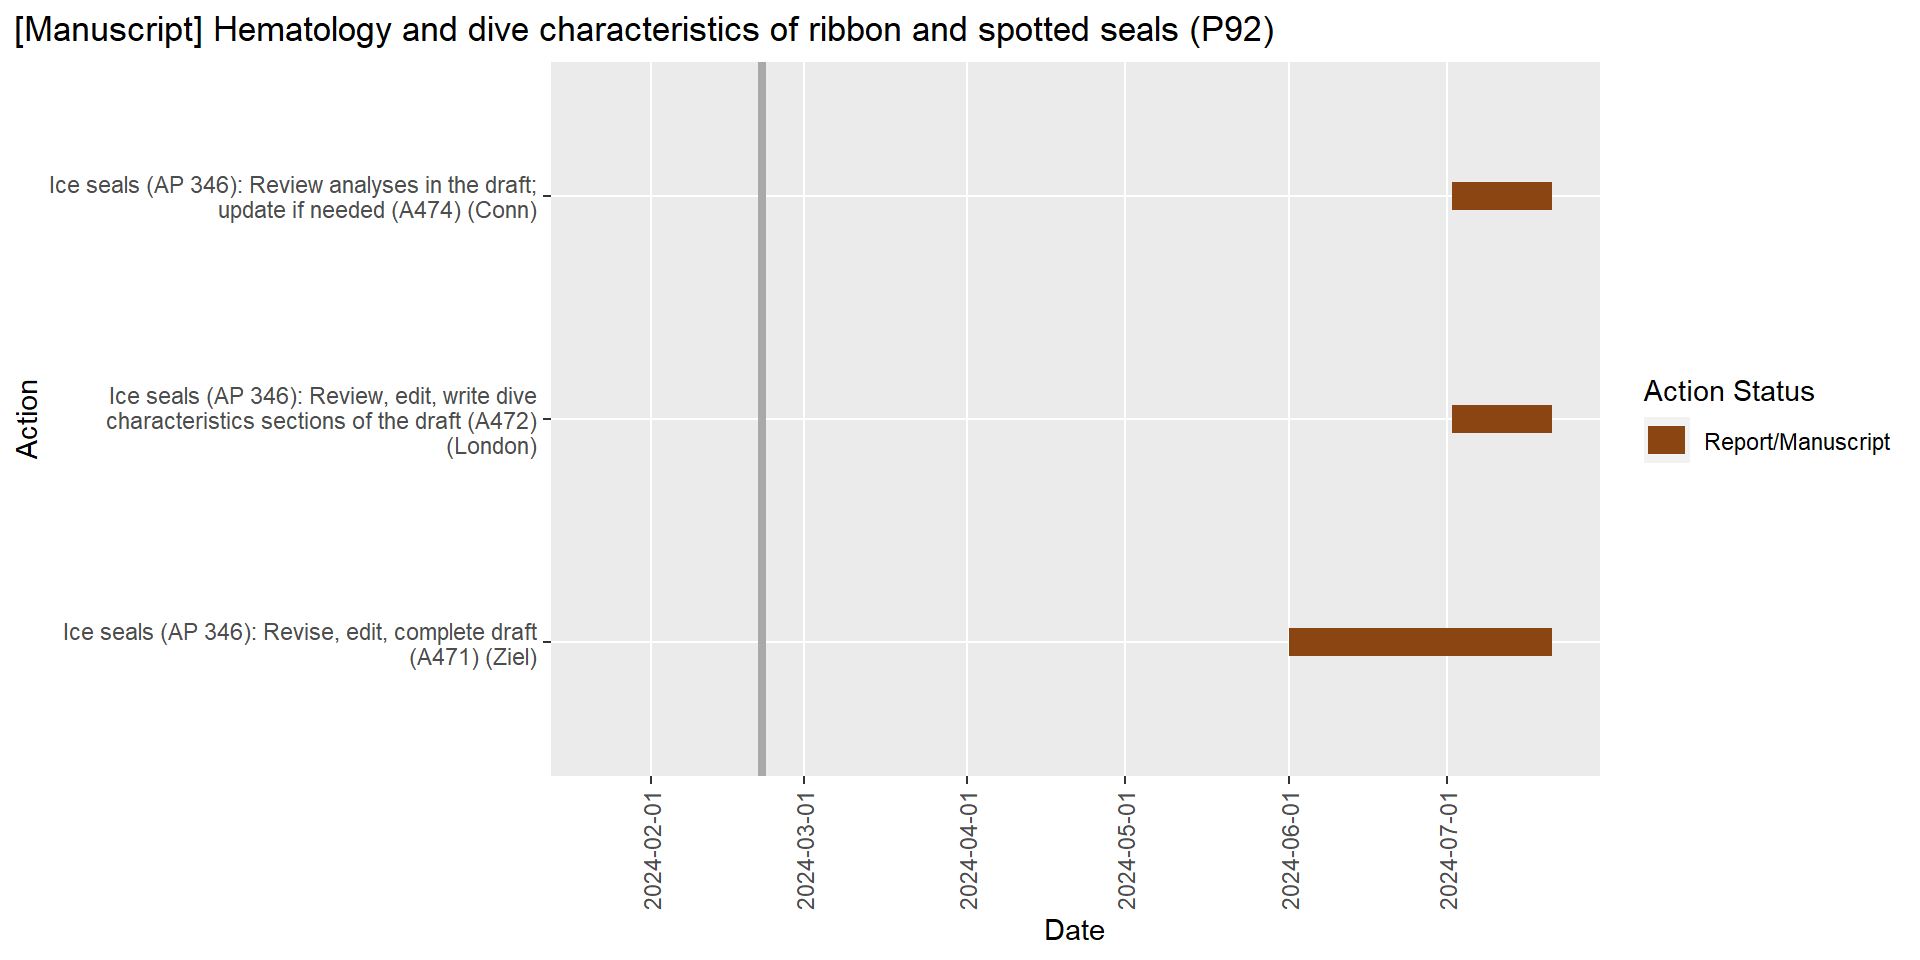 [Manuscript] Hematology and dive characteristics of ribbon and spotted seals (P92)
Ice seals (AP 346): Review analyses in the draft;
update if needed (A474) (Conn)
Ice seals (AP 346): Review, edit, write dive
characteristics sections of the draft (A472)
(London)
Ice seals (AP 346): Revise, edit, complete draft
(A471) (Ziel)
Action
2024-02-01
2024-03-01
2024-04-01
2024-05-01
2024-06-01
2024-07-01
Date
Action Status
Report/Manuscript